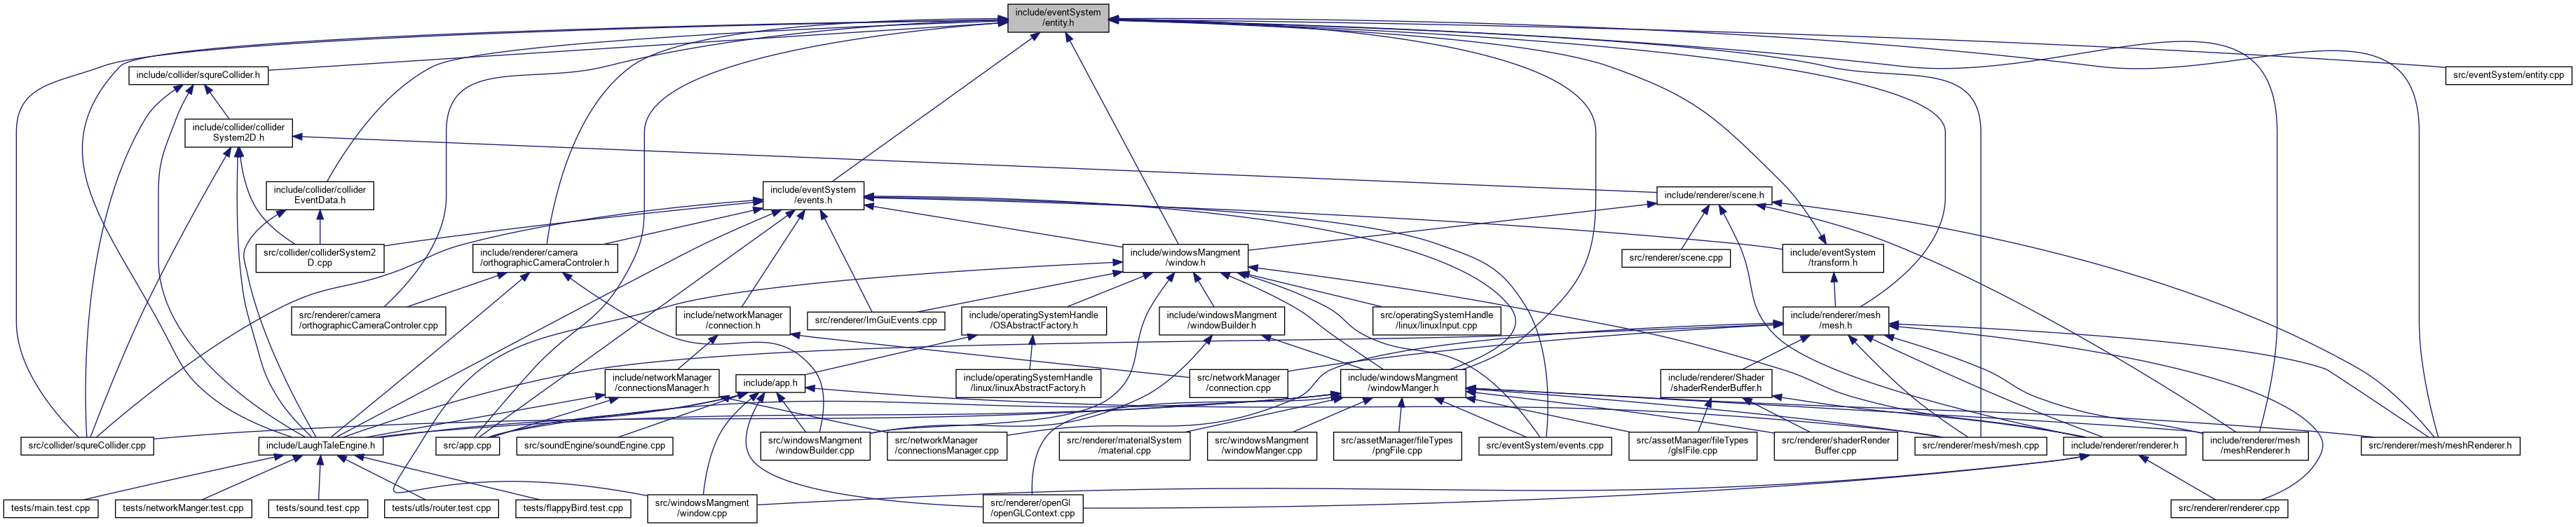 include/eventSystem
/entity.h
include/collider/squreCollider.h
src/eventSystem/entity.cpp
include/collider/collider
System2D.h
include/collider/collider
EventData.h
include/eventSystem
/events.h
include/renderer/scene.h
src/collider/colliderSystem2
D.cpp
include/renderer/camera
/orthographicCameraControler.h
include/windowsMangment
/window.h
src/renderer/scene.cpp
include/eventSystem
/transform.h
src/renderer/camera
/orthographicCameraControler.cpp
include/networkManager
/connection.h
src/renderer/ImGuiEvents.cpp
include/operatingSystemHandle
/OSAbstractFactory.h
include/windowsMangment
/windowBuilder.h
src/operatingSystemHandle
/linux/linuxInput.cpp
include/renderer/mesh
/mesh.h
include/networkManager
/connectionsManager.h
include/app.h
include/operatingSystemHandle
/linux/linuxAbstractFactory.h
src/networkManager
/connection.cpp
include/windowsMangment
/windowManger.h
include/renderer/Shader
/shaderRenderBuffer.h
src/collider/squreCollider.cpp
include/LaughTaleEngine.h
src/app.cpp
src/soundEngine/soundEngine.cpp
src/windowsMangment
/windowBuilder.cpp
src/networkManager
/connectionsManager.cpp
src/renderer/materialSystem
/material.cpp
src/windowsMangment
/windowManger.cpp
src/assetManager/fileTypes
/pngFile.cpp
src/eventSystem/events.cpp
src/assetManager/fileTypes
/glslFile.cpp
src/renderer/shaderRender
Buffer.cpp
src/renderer/mesh/mesh.cpp
include/renderer/renderer.h
include/renderer/mesh
/meshRenderer.h
src/renderer/mesh/meshRenderer.h
tests/main.test.cpp
tests/networkManger.test.cpp
tests/sound.test.cpp
tests/utls/router.test.cpp
tests/flappyBird.test.cpp
src/windowsMangment
/window.cpp
src/renderer/openGl
/openGLContext.cpp
src/renderer/renderer.cpp